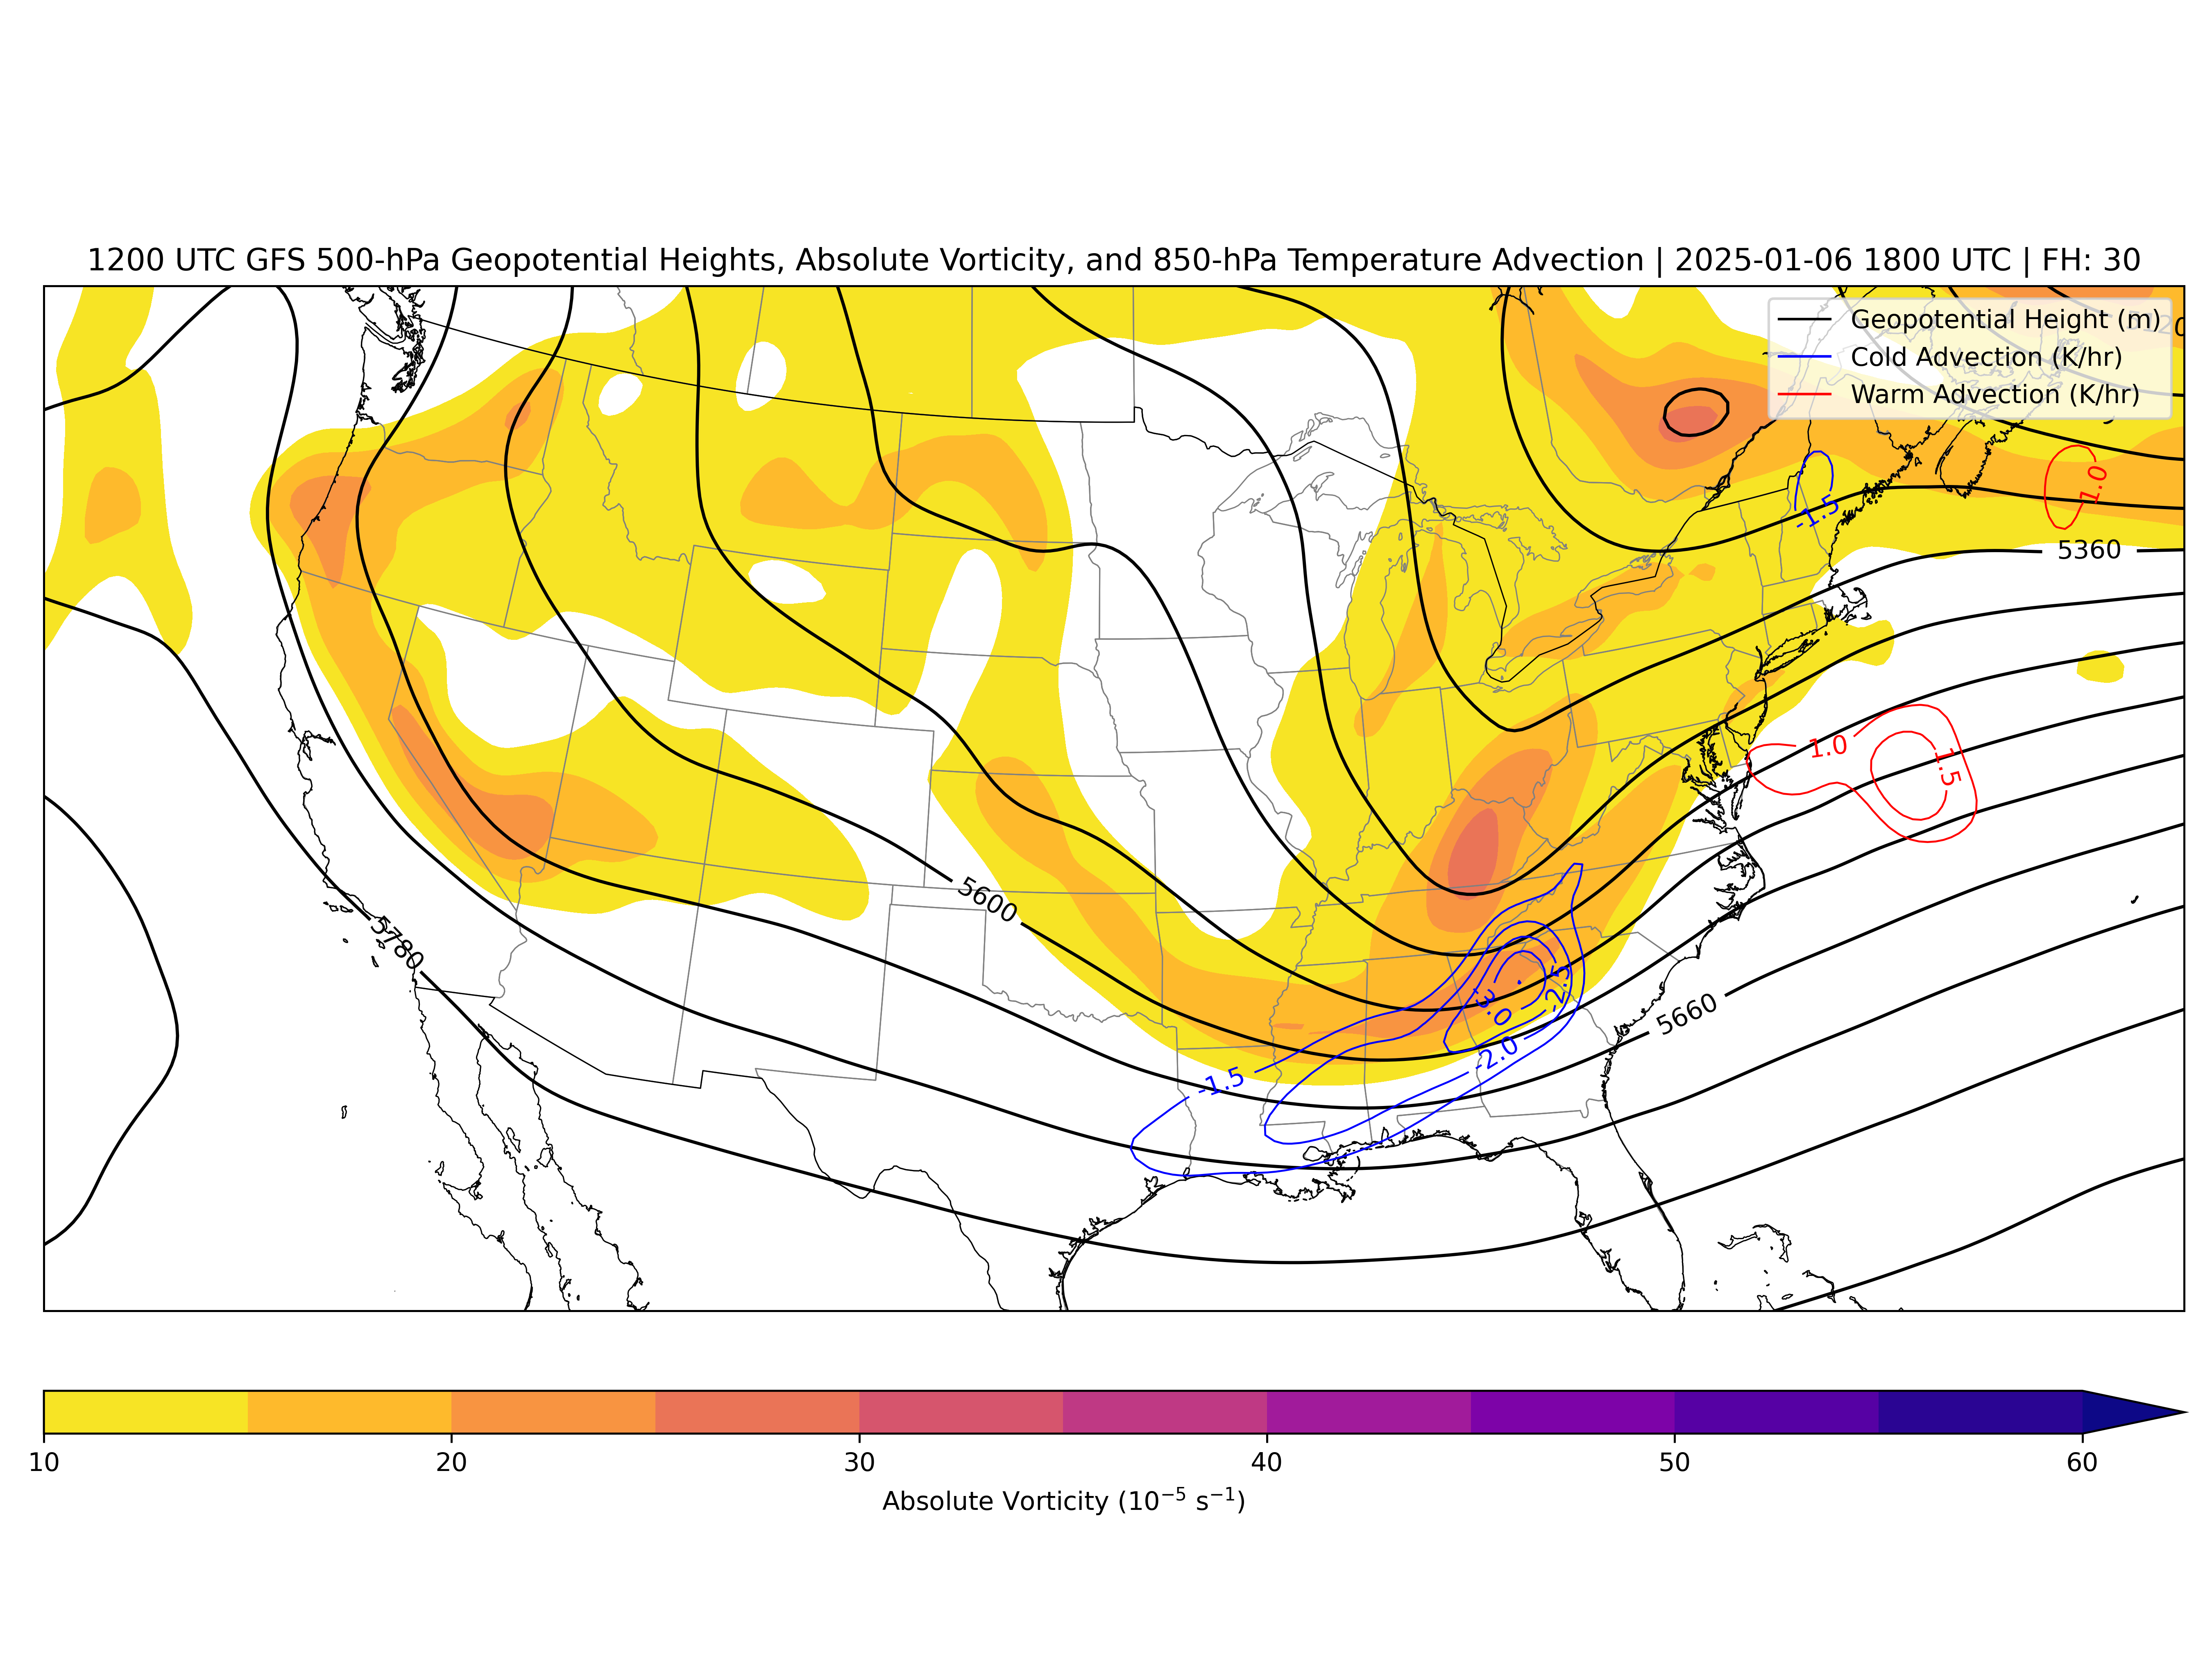 1200 UTC GFS 500-hPa Geopotential Heights, Absolute Vorticity, and 850-hPa Temperature Advection | 2025-01-06 1800 UTC | FH: 30
Geopotential Height (m)
Cold Advection (K/hr)
Warm Advection (K/hr)
1.0
-1.5
5360
1.0
1.5
5600
5780
-2.5
-3.0
5660
-2.0
-1.5
10 20 30 40 50 60
Absolute Vorticity (10⁻⁵ s⁻¹)